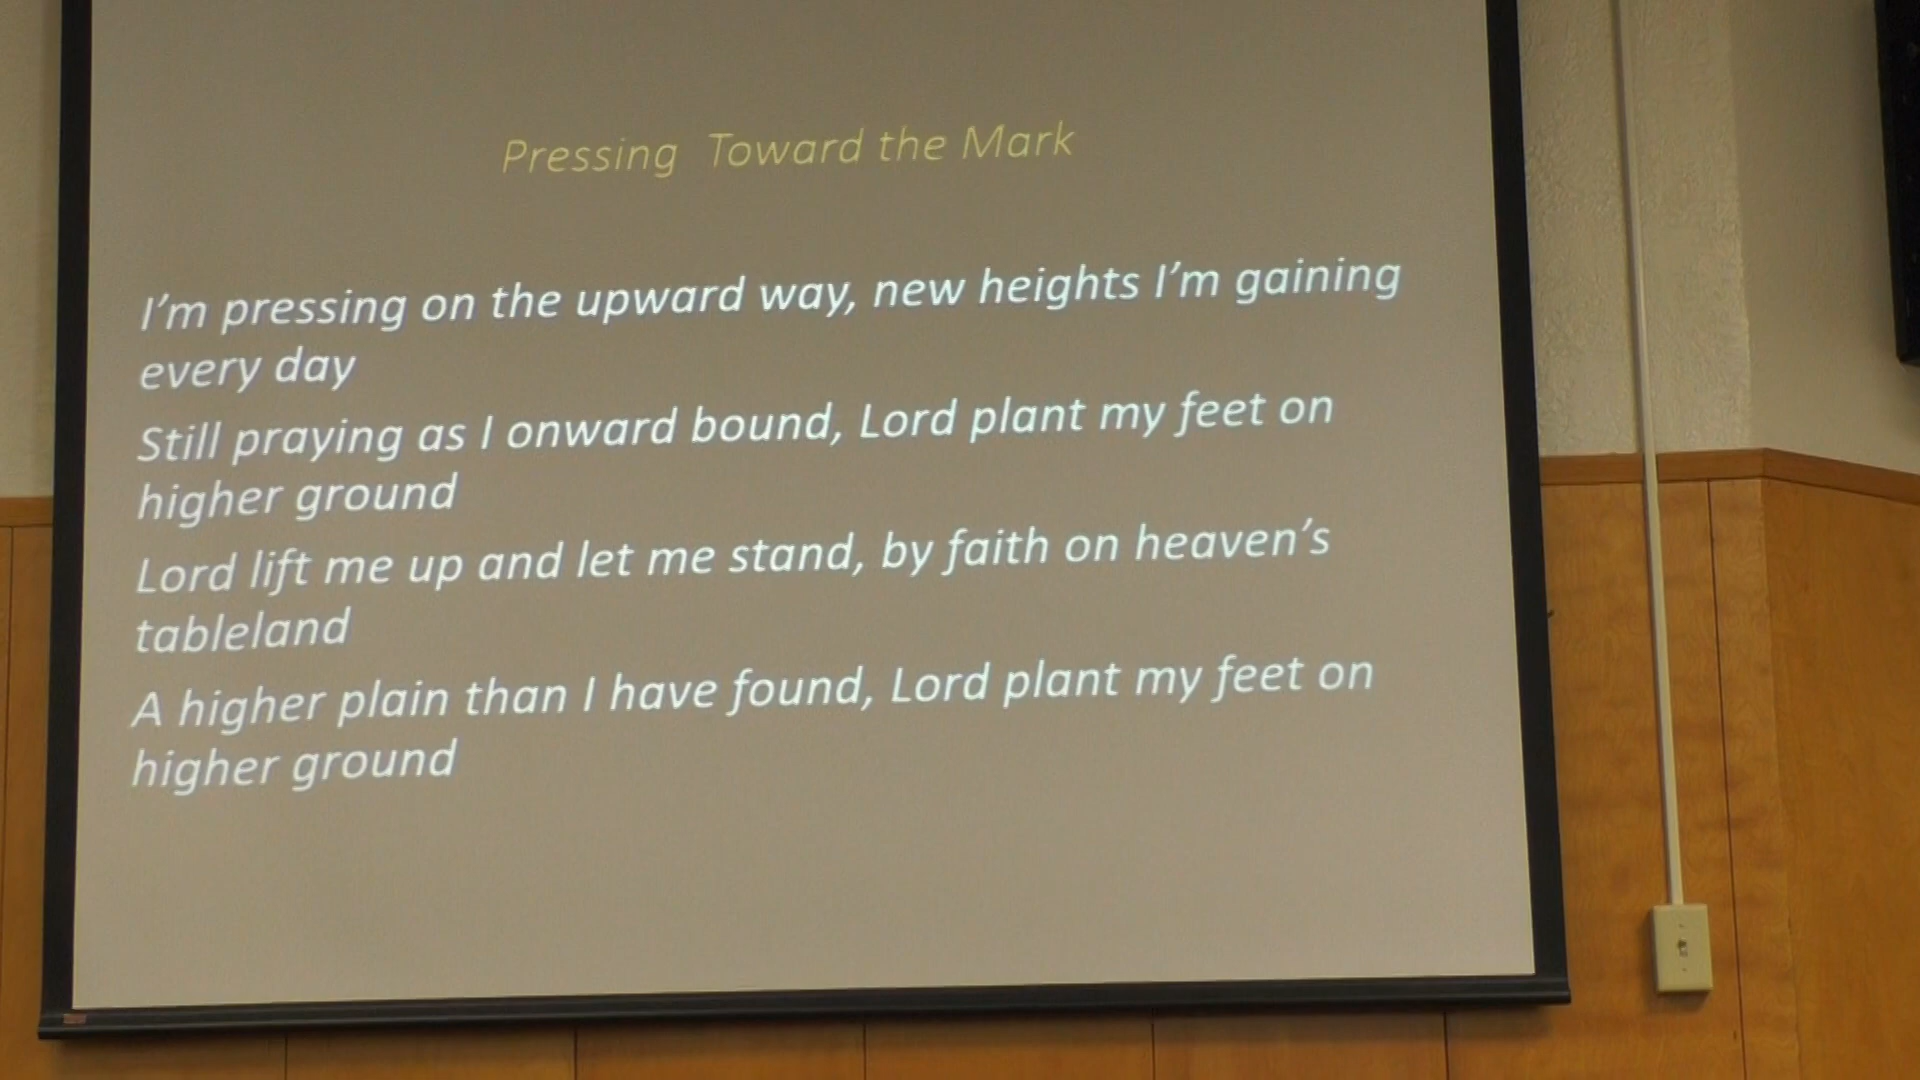 Pressing Toward the Mark
I'm pressing on the upward way, new heights I'm gaining
every day
Still praying as I onward bound, Lord plant my feet on
higher ground
Lord lift me up and let me stand, by faith on heaven's
tableland
A higher plain than I have found, Lord plant my feet on
higher ground